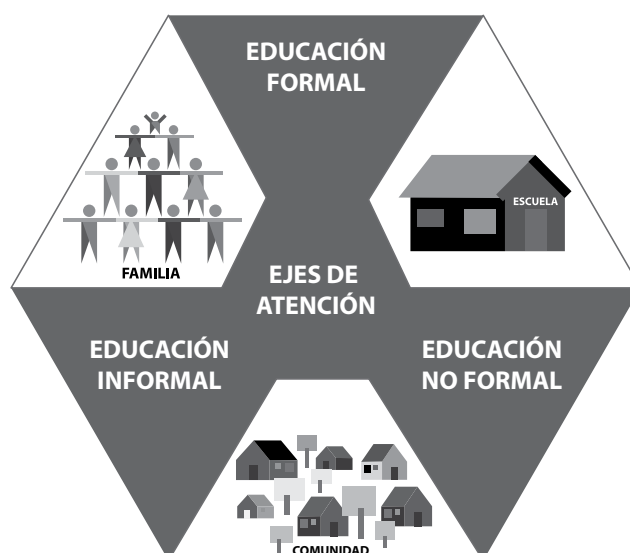 EDUCACIÓN
FORMAL
ESCUELA
FAMILIA
EJES DE
ATENCIÓN
EDUCACIÓN
INFORMAL
EDUCACIÓN
NO FORMAL
COMUNIDAD